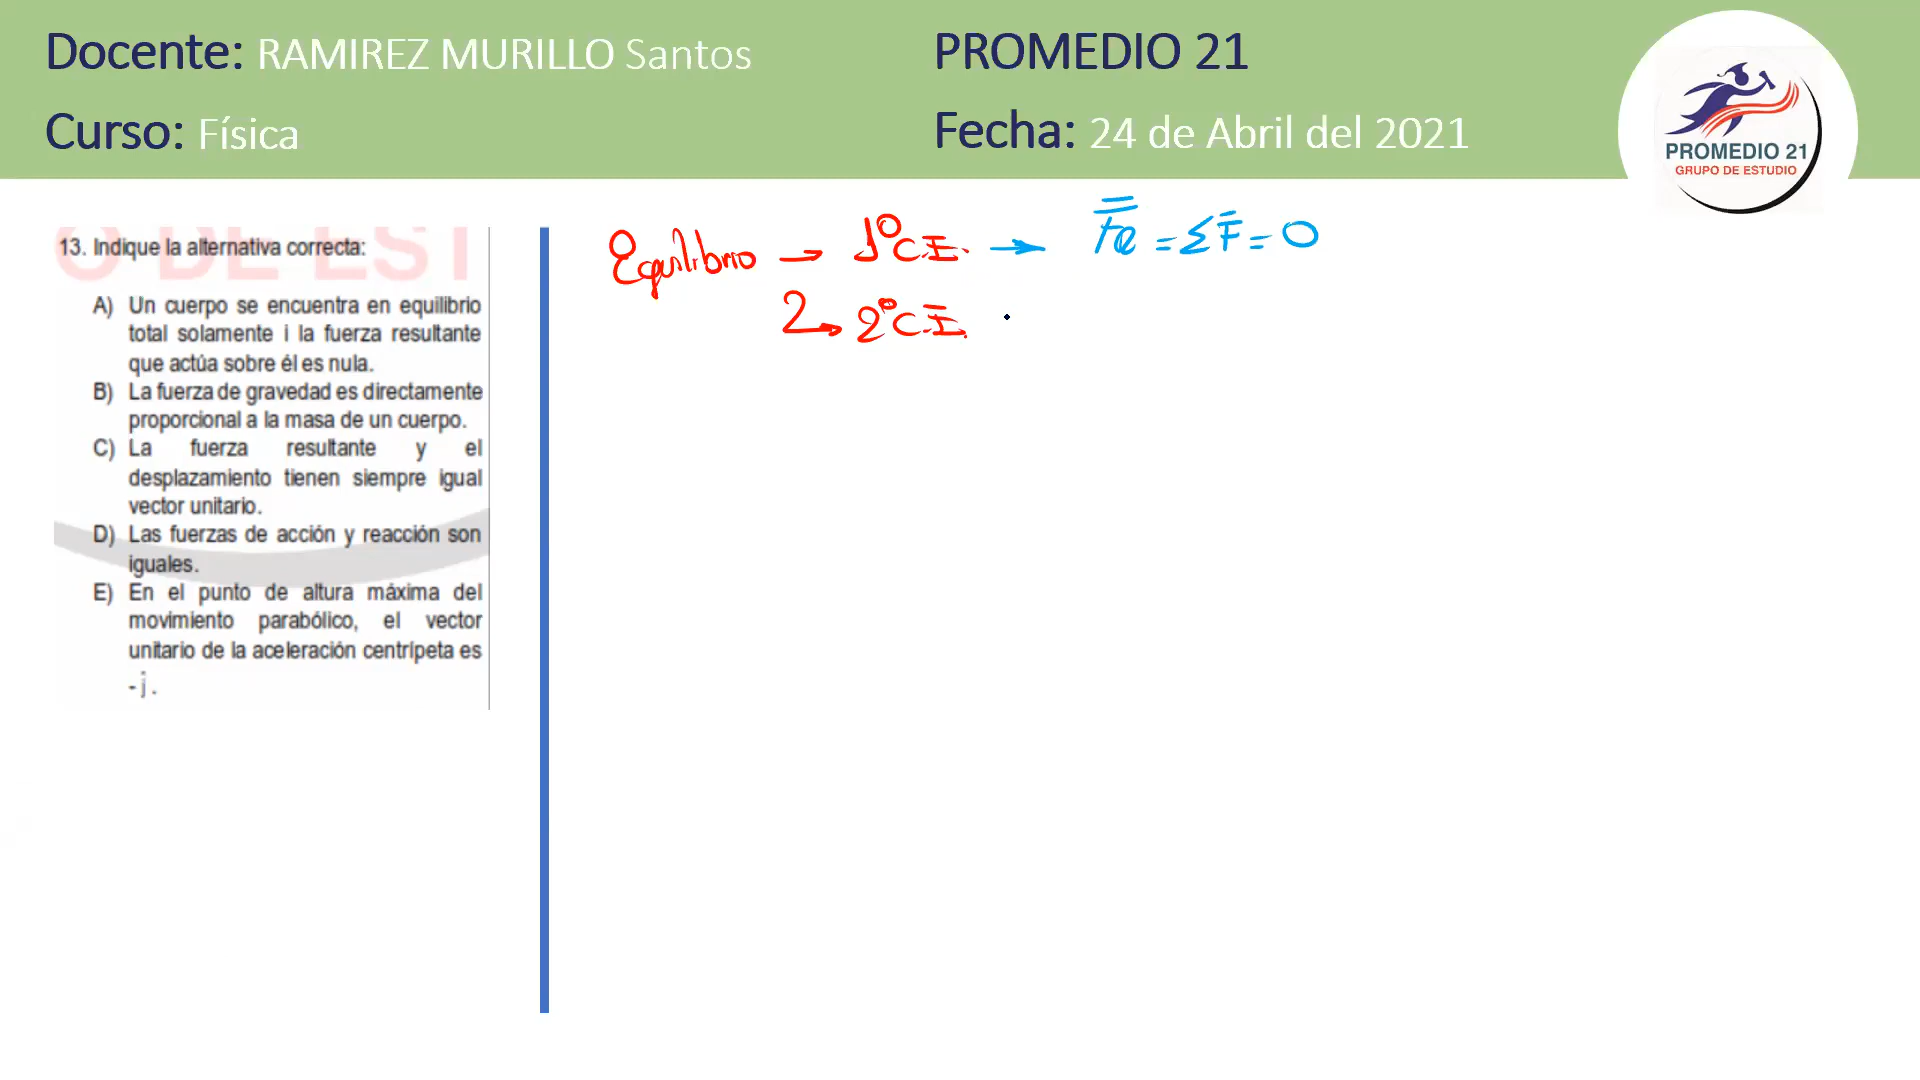 Docente: RAMIREZ MURILLO Santos
PROMEDIO 21
Curso: Física
Fecha: 24 de Abril del 2021
PROMEDIO 21
GRUPO DE ESTUDIO
O DE EST
13. Indique la alternativa correcta:
A) Un cuerpo se encuentra en equilibrio
total solamente i la fuerza resultante
que actúa sobre él es nula.
B) La fuerza de gravedad es directamente
proporcional a la masa de un cuerpo.
C) La fuerza resultante y el
desplazamiento tienen siempre igual
vector unitario.
D) Las fuerzas de acción y reacción son
iguales.
E) En el punto de altura máxima del
movimiento parabólico, el vector
unitario de la aceleración centrípeta es
- j .
Equilibrio → 1° C.E. → = ΣF̄ = 0
2° C.E.